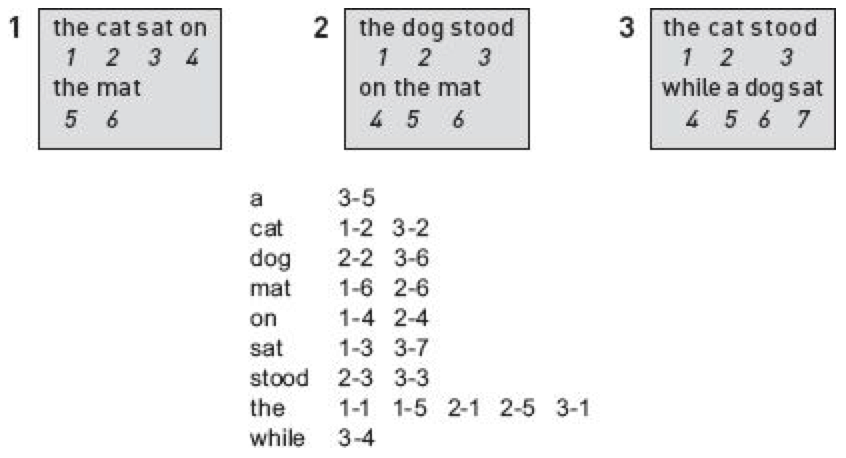 1
the cat sat on
1 2 3 4
the mat
5 6
2
the dog stood
1 2 3
on the mat
4 5 6
3
the cat stood
1 2 3
while a dog sat
4 5 6 7
a 3-5
cat 1-2 3-2
dog 2-2 3-6
mat 1-6 2-6
on 1-4 2-4
sat 1-3 3-7
stood 2-3 3-3
the 1-1 1-5 2-1 2-5 3-1
while 3-4